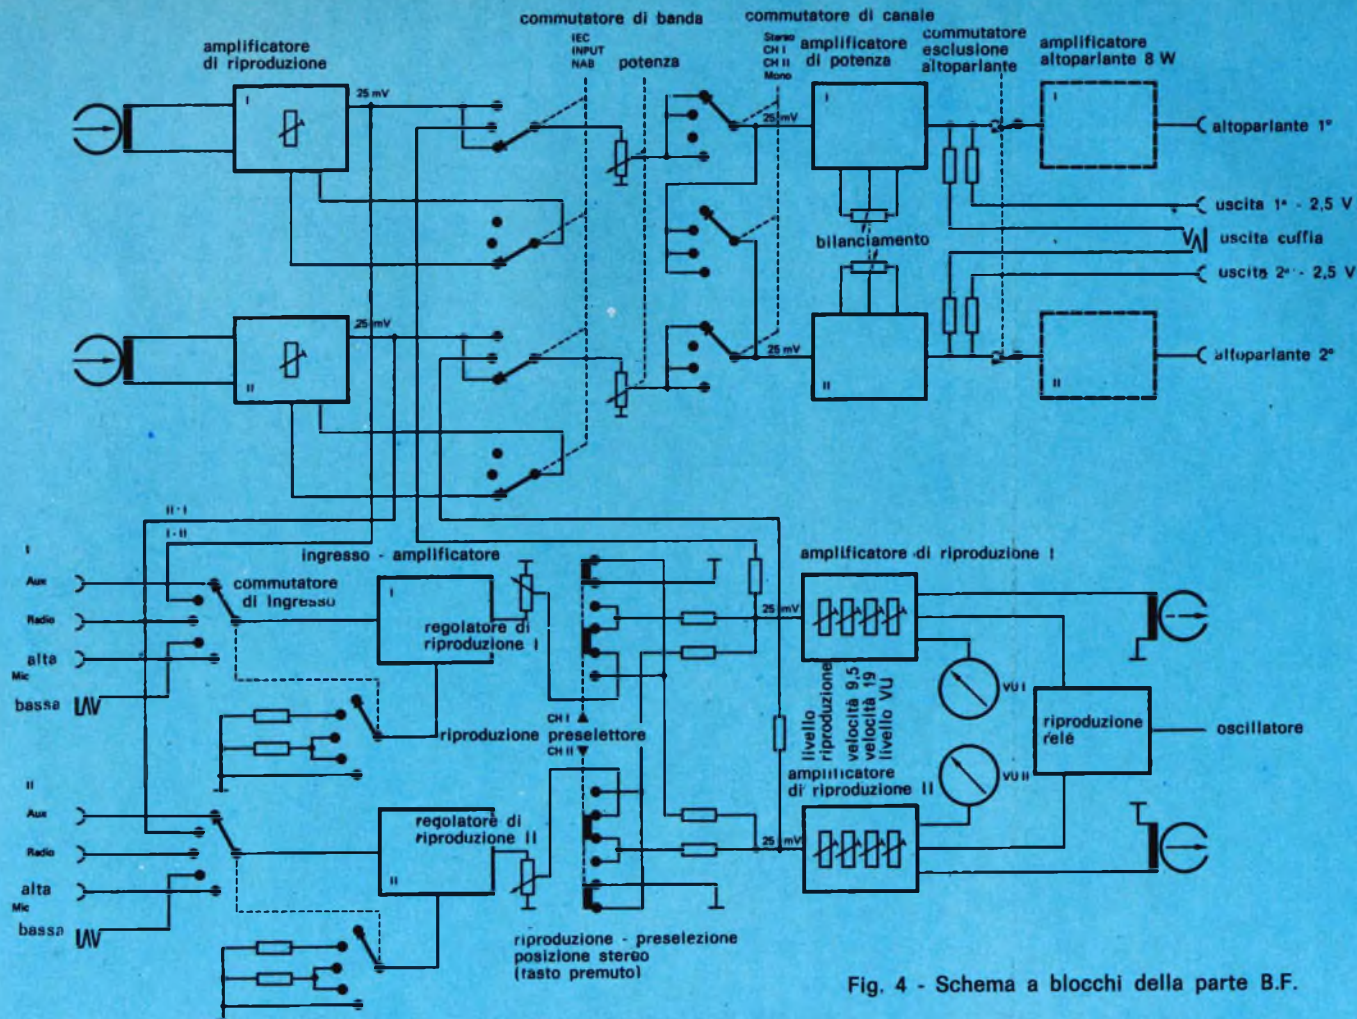 commutatore di banda
IEC
INPUT
NAB
commutatore di canale
Stereo
CH I
CH II
Mono
amplificatore
di riproduzione
potenza
amplificatore
di potenza
commutatore
esclusione
altoparlante
amplificatore
altoparlante 8 W
I
25 mV
25 mV
I
I
altoparlante 1°
uscita 1ª - 2,5 V
bilanciamento
uscita cuffia
uscita 2ª - 2,5 V
II
25 mV
25 mV
II
II
altoparlante 2°
II-I
I-II
I
Aux
Radio
alta
Mic
bassa
commutatore
di Ingresso
ingresso - amplificatore
I
regolatore di
riproduzione I
CH I
riproduzione preselettore
CH II
25 mV
amplificatore di riproduzione I
livello
riproduzione
velocità 9,5
velocità 19
livello VU
VU I
riproduzione
relé
oscillatore
VU II
amplificatore
di riproduzione II
25 mV
II
Aux
Radio
alta
Mic
bassa
regolatore di
riproduzione II
II
riproduzione - preselezione
posizione stereo
(tasto premuto)
Fig. 4 - Schema a blocchi della parte B.F.